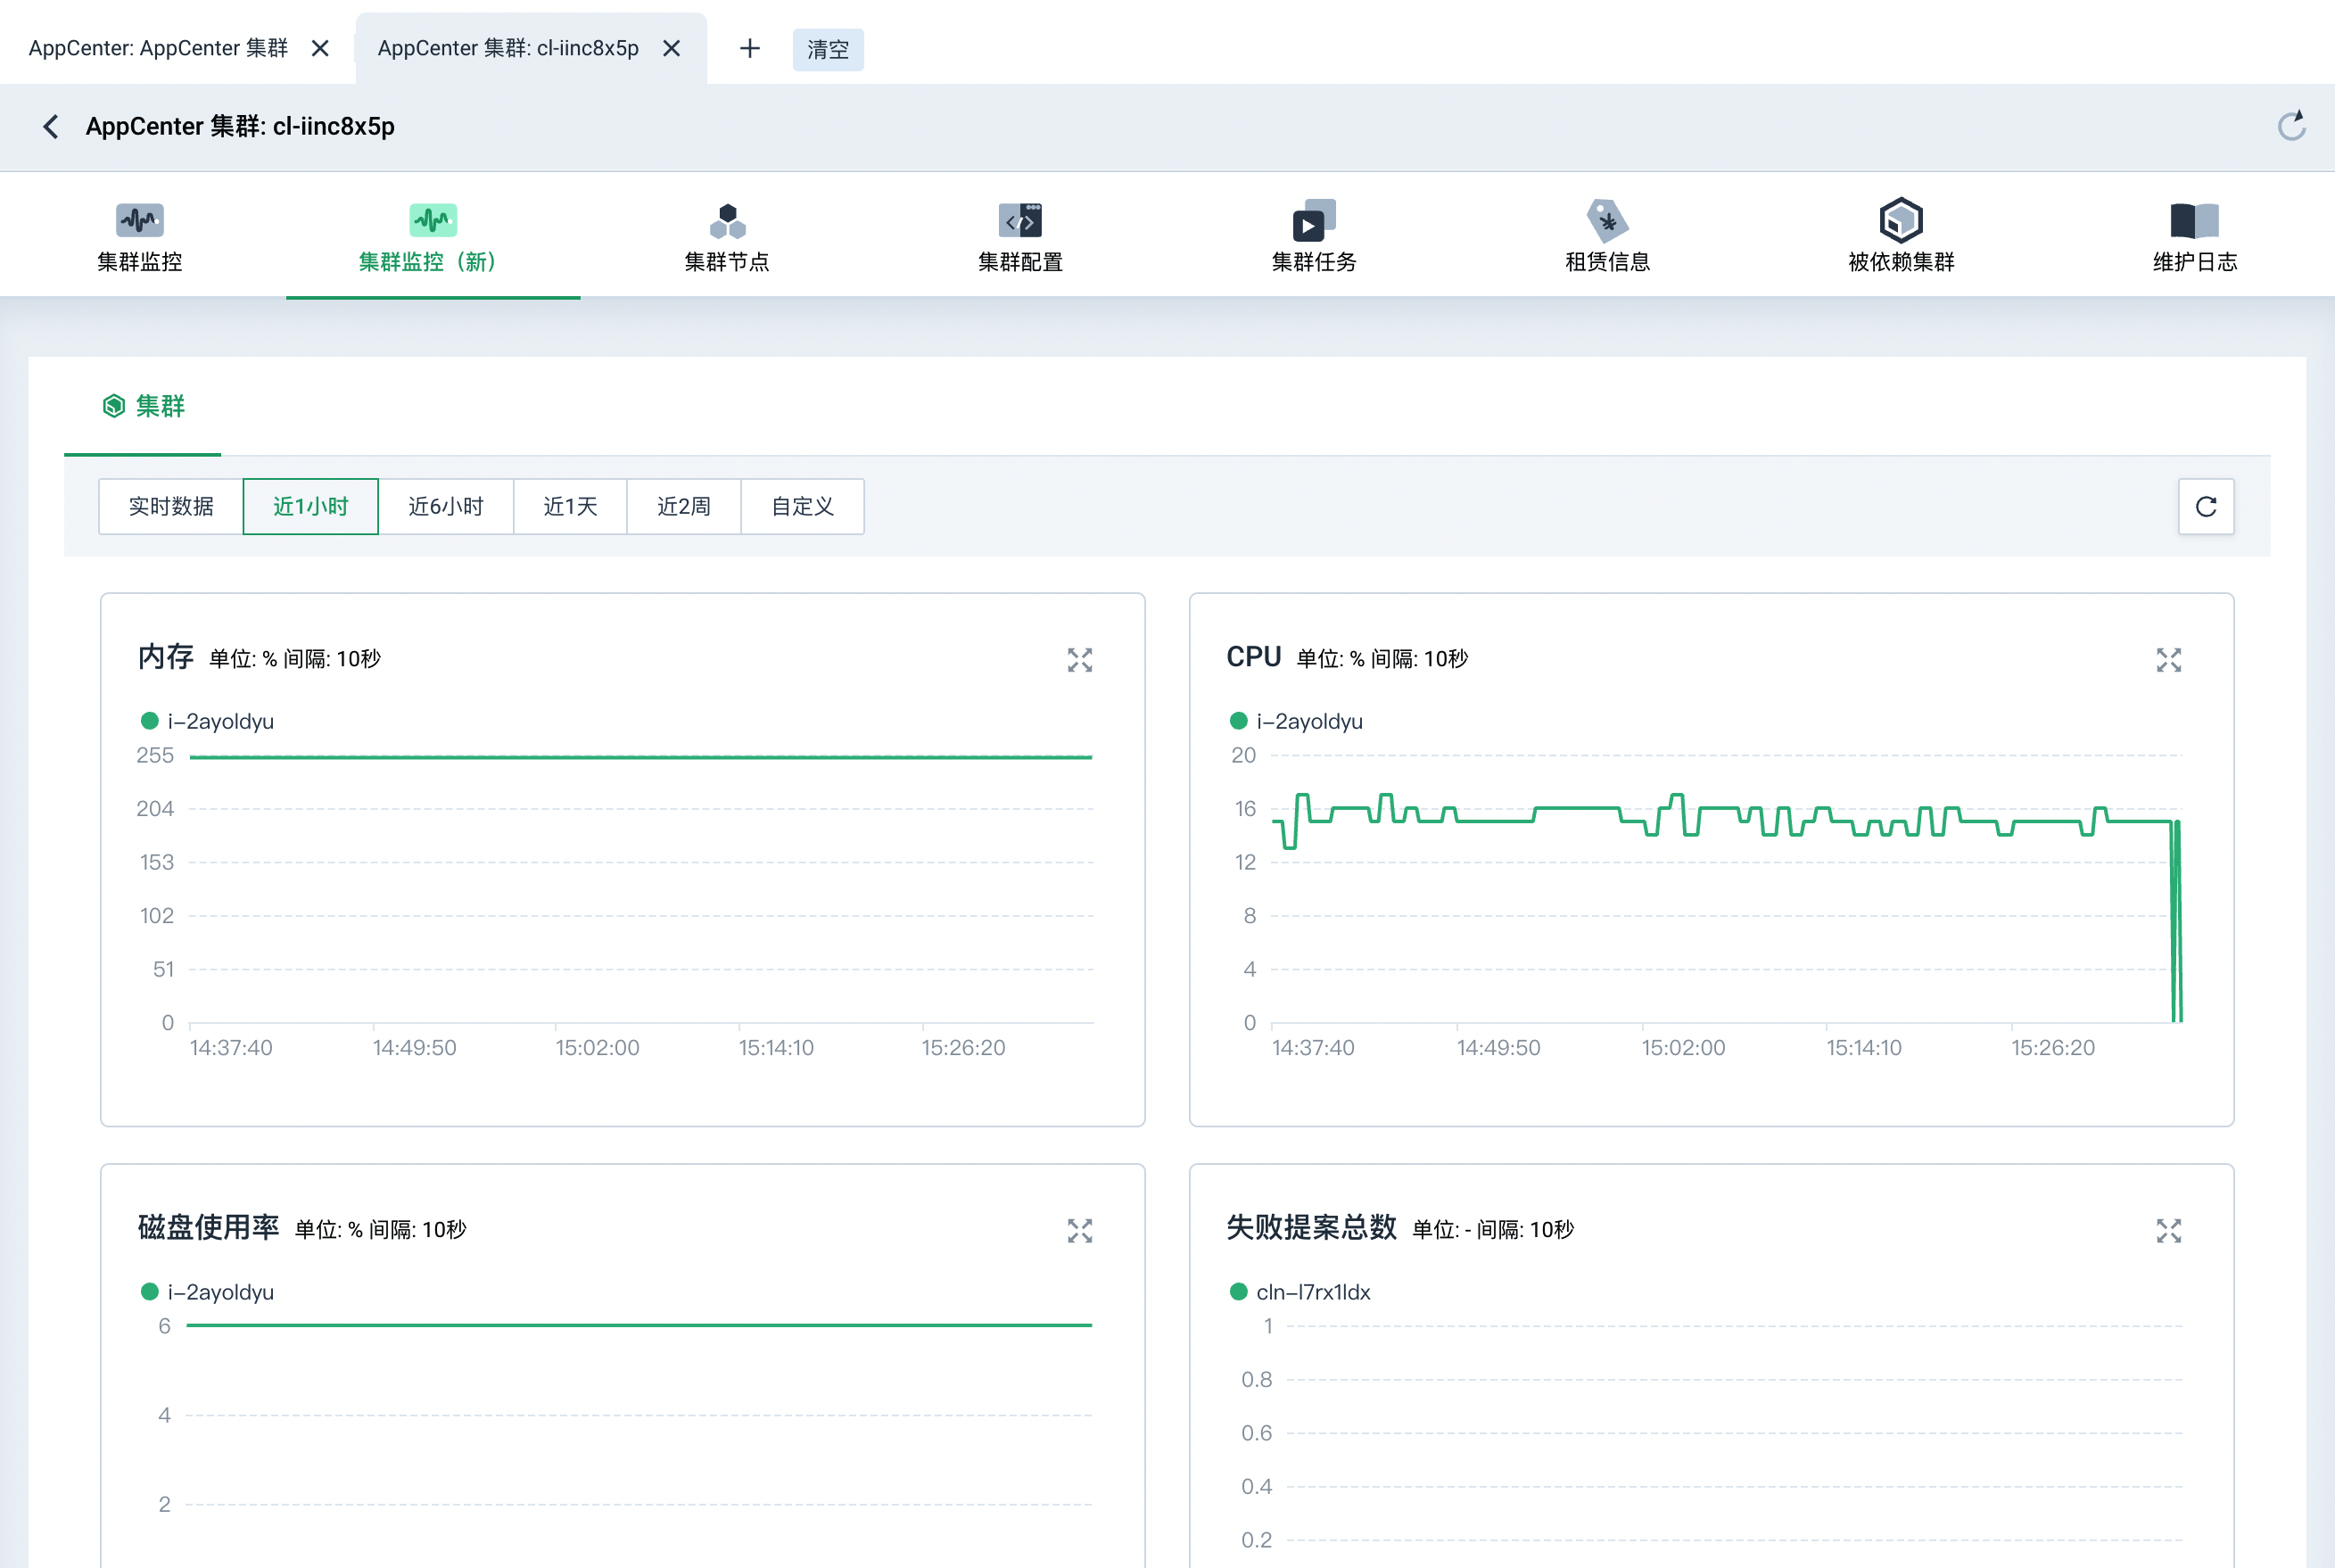 AppCenter: AppCenter 集群
AppCenter 集群: cl-iinc8x5p
清空
AppCenter 集群: cl-iinc8x5p
集群监控
集群监控（新）
集群节点
集群配置
集群任务
租赁信息
被依赖集群
维护日志
集群
实时数据
近1小时
近6小时
近1天
近2周
自定义
内存 单位: % 间隔: 10秒
i-2ayoldyu
255
204
153
102
51
0
14:37:40 14:49:50 15:02:00 15:14:10 15:26:20
CPU 单位: % 间隔: 10秒
i-2ayoldyu
20
16
12
8
4
0
14:37:40 14:49:50 15:02:00 15:14:10 15:26:20
磁盘使用率 单位: % 间隔: 10秒
i-2ayoldyu
6
4
2
失败提案总数 单位: - 间隔: 10秒
cln-l7rx1ldx
1
0.8
0.6
0.4
0.2